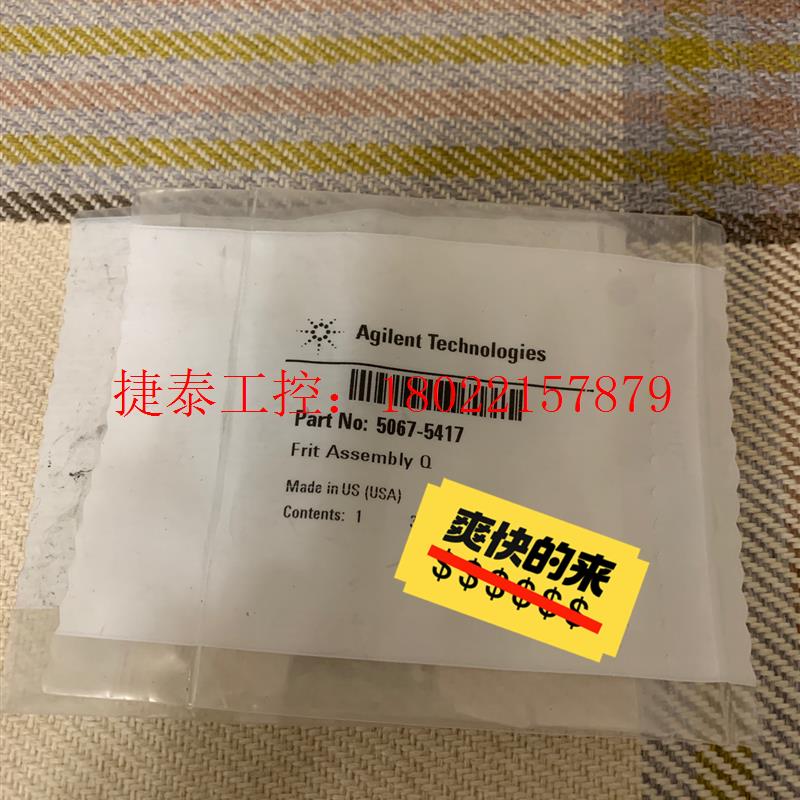 Agilent Technologies
捷泰工控：18022157879
Part No: 5067-5417
Frit Assembly Q
Made in US (USA)
Contents: 1
爽快的来
$$$$$$